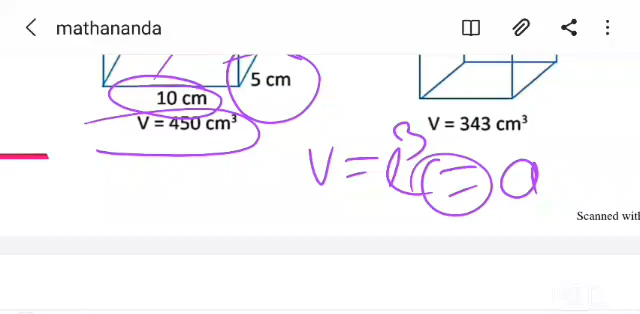 mathananda
5 cm
10 cm
V = 450 cm³
V = 343 cm³
V = 
= a
Scanned wit